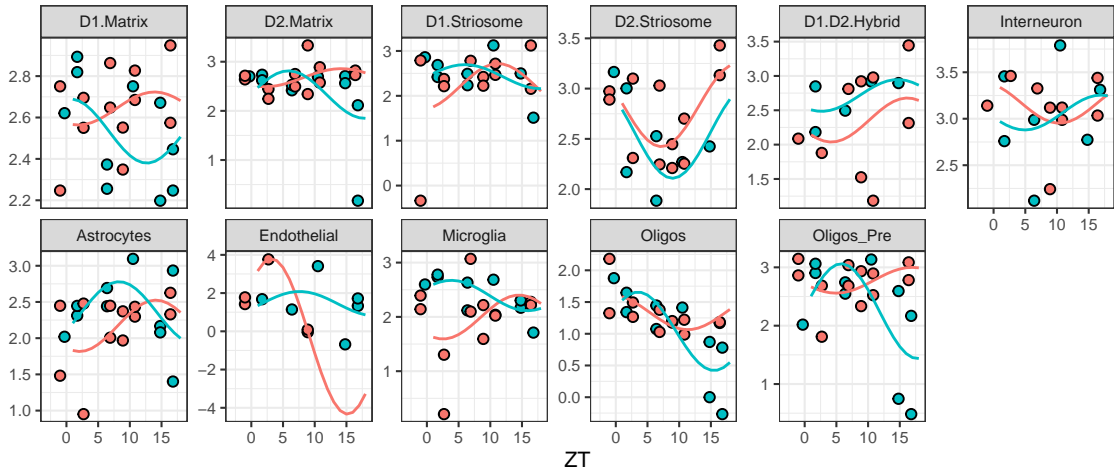 D1.Matrix D2.Matrix D1.Striosome D2.Striosome D1.D2.Hybrid Interneuron
2.8 2.6 2.4 2.2
3 2 1
3 2 1 0
3.5 3.0 2.5 2.0
3.5 3.0 2.5 2.0 1.5
3.5 3.0 2.5
0 5 10 15
Astrocytes Endothelial Microglia Oligos Oligos_Pre
3.0 2.5 2.0 1.5 1.0
4 2 0 −2 −4
3 2 1
2.0 1.5 1.0 0.5 0.0
3 2 1
0 5 10 15 0 5 10 15 0 5 10 15 0 5 10 15 0 5 10 15
ZT